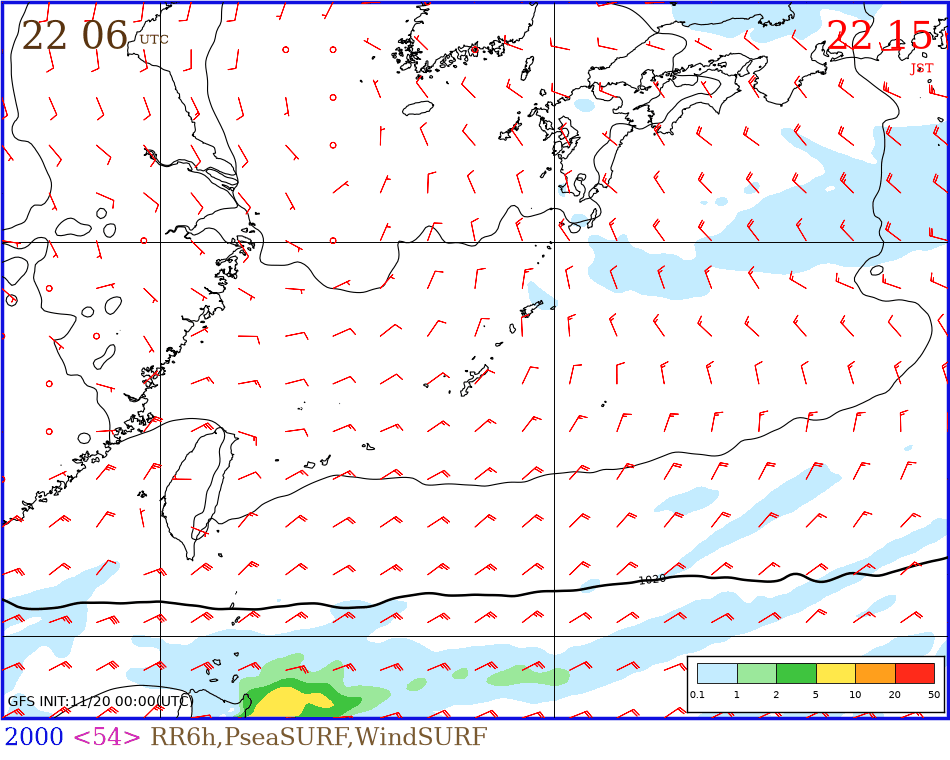 22 06 UTC
22 15
JST
1020
0.1 1 2 5 10 20 50
GFS INIT:11/20 00:00(UTC)
2000 <54> RR6h,PseaSURF,WindSURF